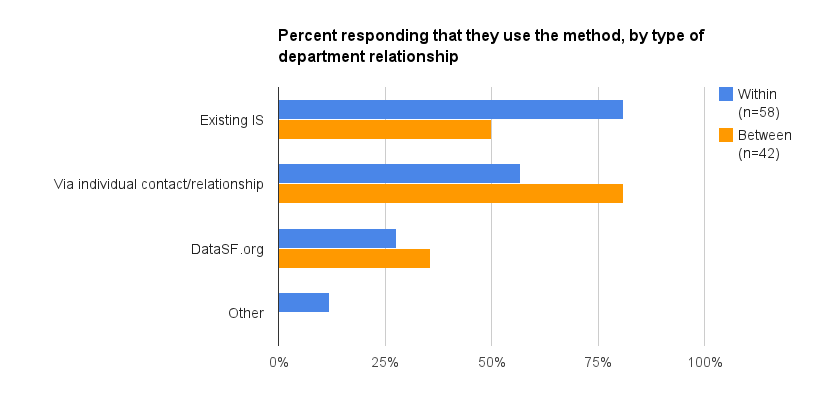 Percent responding that they use the method, by type of
department relationship
Within
(n=58)
Between
(n=42)
Existing IS
Via individual contact/relationship
DataSF.org
Other
0%
25%
50%
75%
100%